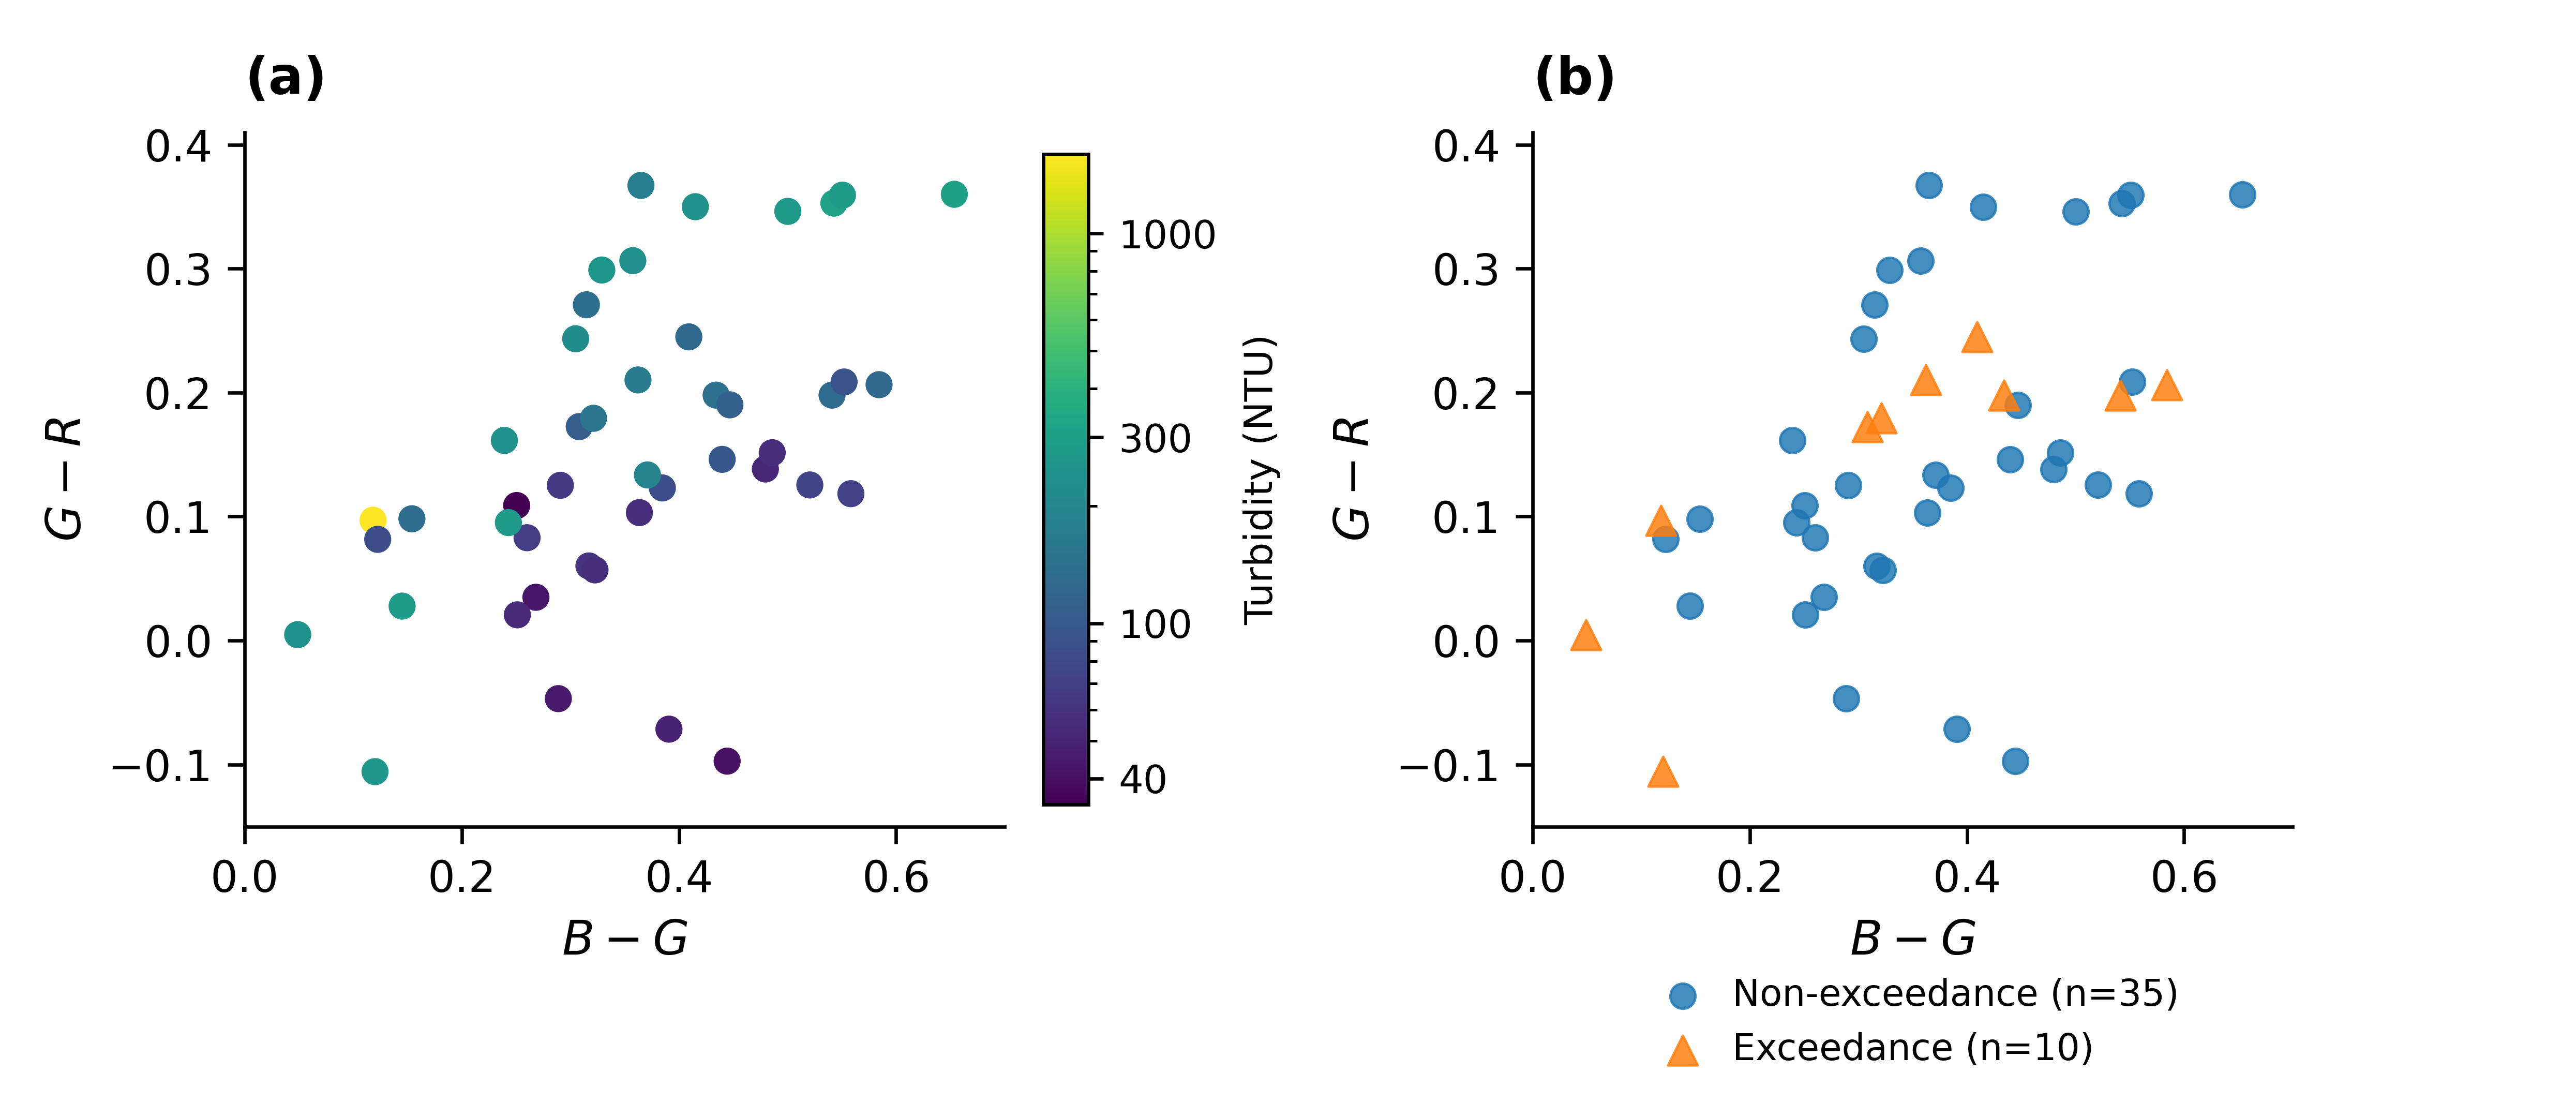 (a)
0.4
0.3
0.2
0.1
0.0
−0.1
G − R
0.0 0.2 0.4 0.6
B − G
1000
300
100
40
Turbidity (NTU)
(b)
0.4
0.3
0.2
0.1
0.0
−0.1
G − R
0.0 0.2 0.4 0.6
B − G
Non-exceedance (n=35)
Exceedance (n=10)